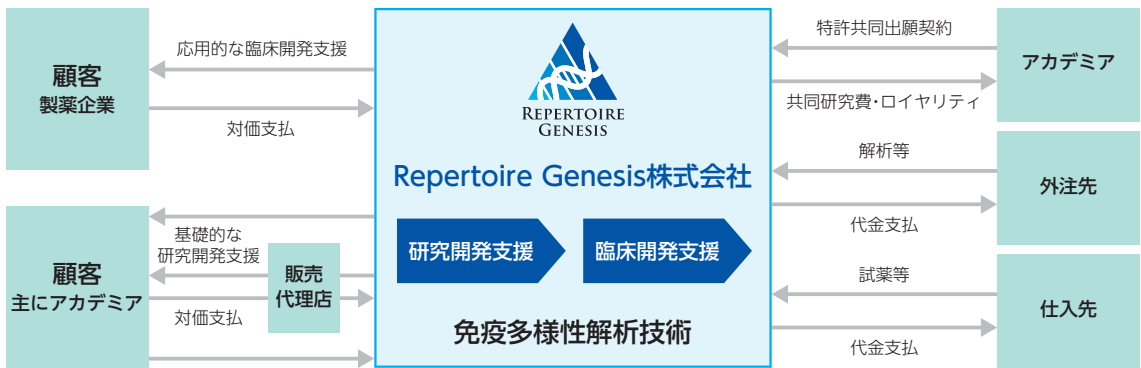 顧客
製薬企業
応用的な臨床開発支援
対価支払
顧客
主にアカデミア
基礎的な
研究開発支援
対価支払
販売
代理店
REPERTOIRE
GENESIS
Repertoire Genesis株式会社
研究開発支援
臨床開発支援
免疫多様性解析技術
特許共同出願契約
共同研究費・ロイヤリティ
アカデミア
解析等
代金支払
外注先
試薬等
代金支払
仕入先